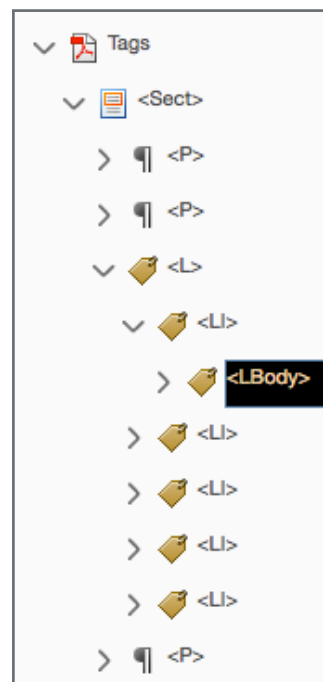 Tags
<Sect>
<P>
<P>
<L>
<LI>
<LBody>
<LI>
<LI>
<LI>
<LI>
<P>